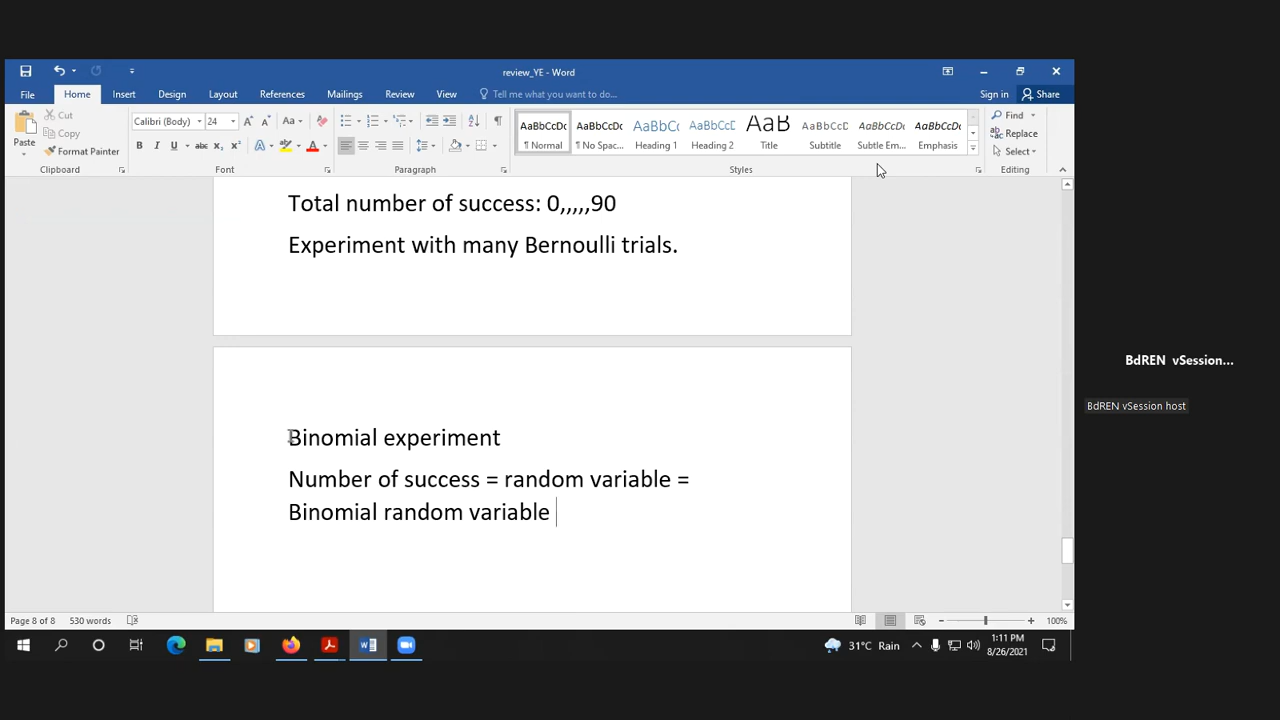 review_YE - Word
File Home Insert Design Layout References Mailings Review View Tell me what you want to do... Sign in Share
Paste
Cut
Copy
Format Painter
Clipboard
Calibri (Body) 24
Font
Paragraph
AaBbCcDc AaBbCcDc AaBbCc AaBbCcD AaB AaBbCcD AaBbCcDc AaBbCcDc
¶ Normal ¶ No Spac... Heading 1 Heading 2 Title Subtitle Subtle Em... Emphasis
Styles
Find
Replace
Select
Editing
Total number of success: 0,,,,,90
Experiment with many Bernoulli trials.
Binomial experiment
Number of success = random variable =
Binomial random variable
BdREN vSession...
BdREN vSession host
Page 8 of 8 530 words 100%
31°C Rain
1:11 PM
8/26/2021